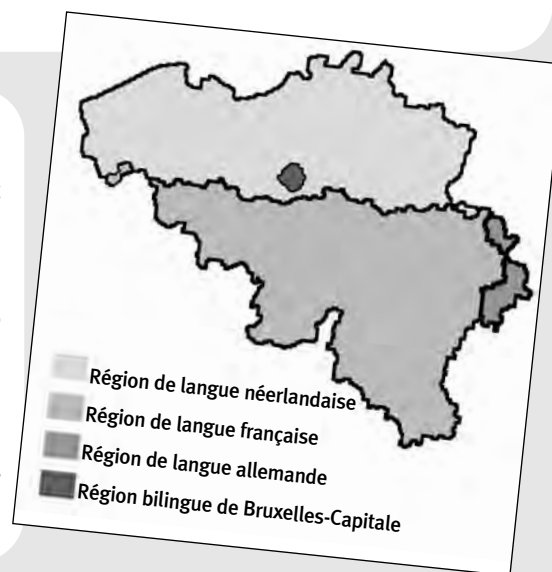 Région de langue néerlandaise
Région de langue française
Région de langue allemande
Région bilingue de Bruxelles-Capitale